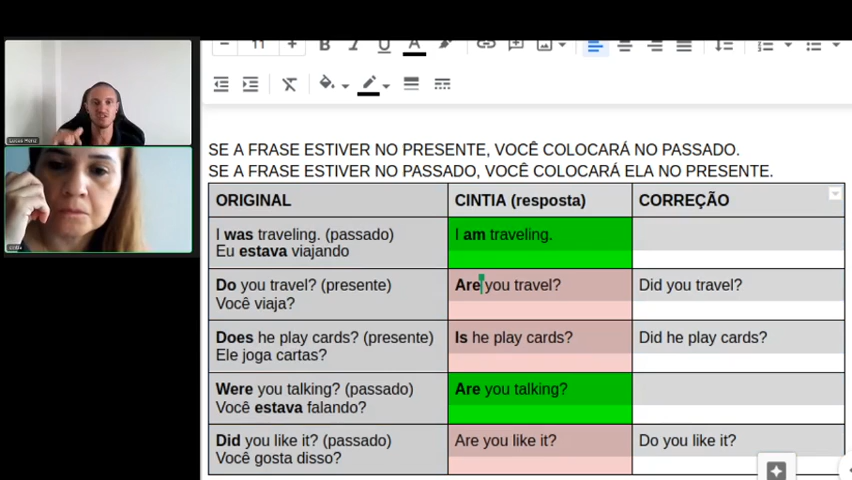 11
B I U A
SE A FRASE ESTIVER NO PRESENTE, VOCÊ COLOCARÁ NO PASSADO.
SE A FRASE ESTIVER NO PASSADO, VOCÊ COLOCARÁ ELA NO PRESENTE.
ORIGINAL CINTIA (resposta) CORREÇÃO
I was traveling. (passado) I am traveling.
Eu estava viajando
Do you travel? (presente) Are you travel? Did you travel?
Você viaja?
Does he play cards? (presente) Is he play cards? Did he play cards?
Ele joga cartas?
Were you talking? (passado) Are you talking?
Você estava falando?
Did you like it? (passado) Are you like it? Do you like it?
Você gosta disso?